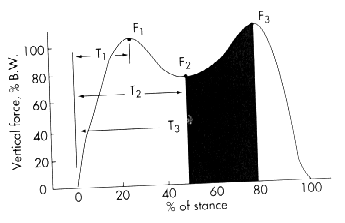 F1
F3
100
T1
F2
80
T2
60
T3
40
20
0
Vertical force, % B.W.
0 20 40 60 80 100
% of stance